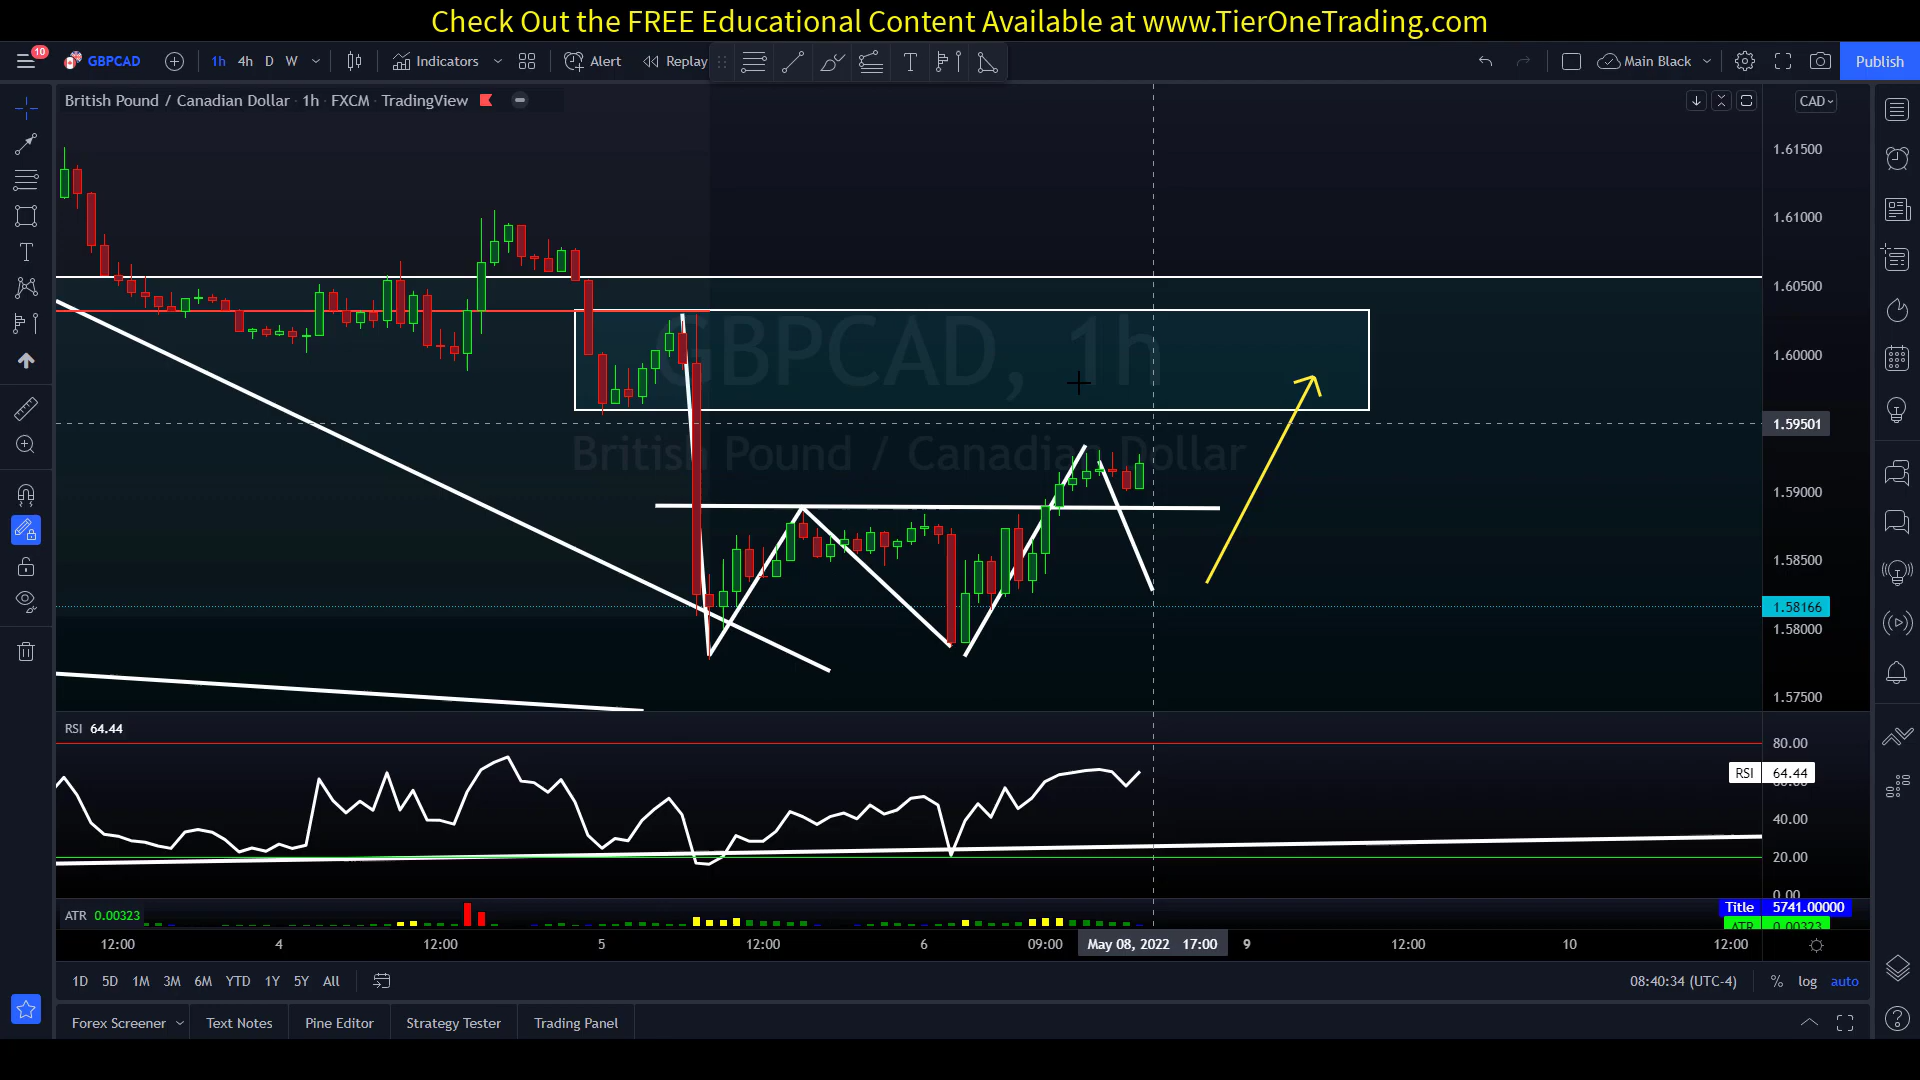 Check Out the FREE Educational Content Available at www.TierOneTrading.com
10 GBPCAD 1h 4h D W Indicators Alert Replay Main Black Publish
British Pound / Canadian Dollar · 1h · FXCM · TradingView
CAD
1.61500
1.61000
1.60500
GBPCAD, 1h
1.60000
1.59501
British Pound / Canadian Dollar
1.59000
1.58500
1.58166
1.58000
1.57500
RSI 64.44
80.00
RSI 64.44
40.00
20.00
0.00
ATR 0.00323
Title 5741.00000
ATR 0.00323
12:00 4 12:00 5 12:00 6 09:00 May 08, 2022 17:00 9 12:00 10 12:00
1D 5D 1M 3M 6M YTD 1Y 5Y All 08:40:34 (UTC-4) % log auto
Forex Screener Text Notes Pine Editor Strategy Tester Trading Panel